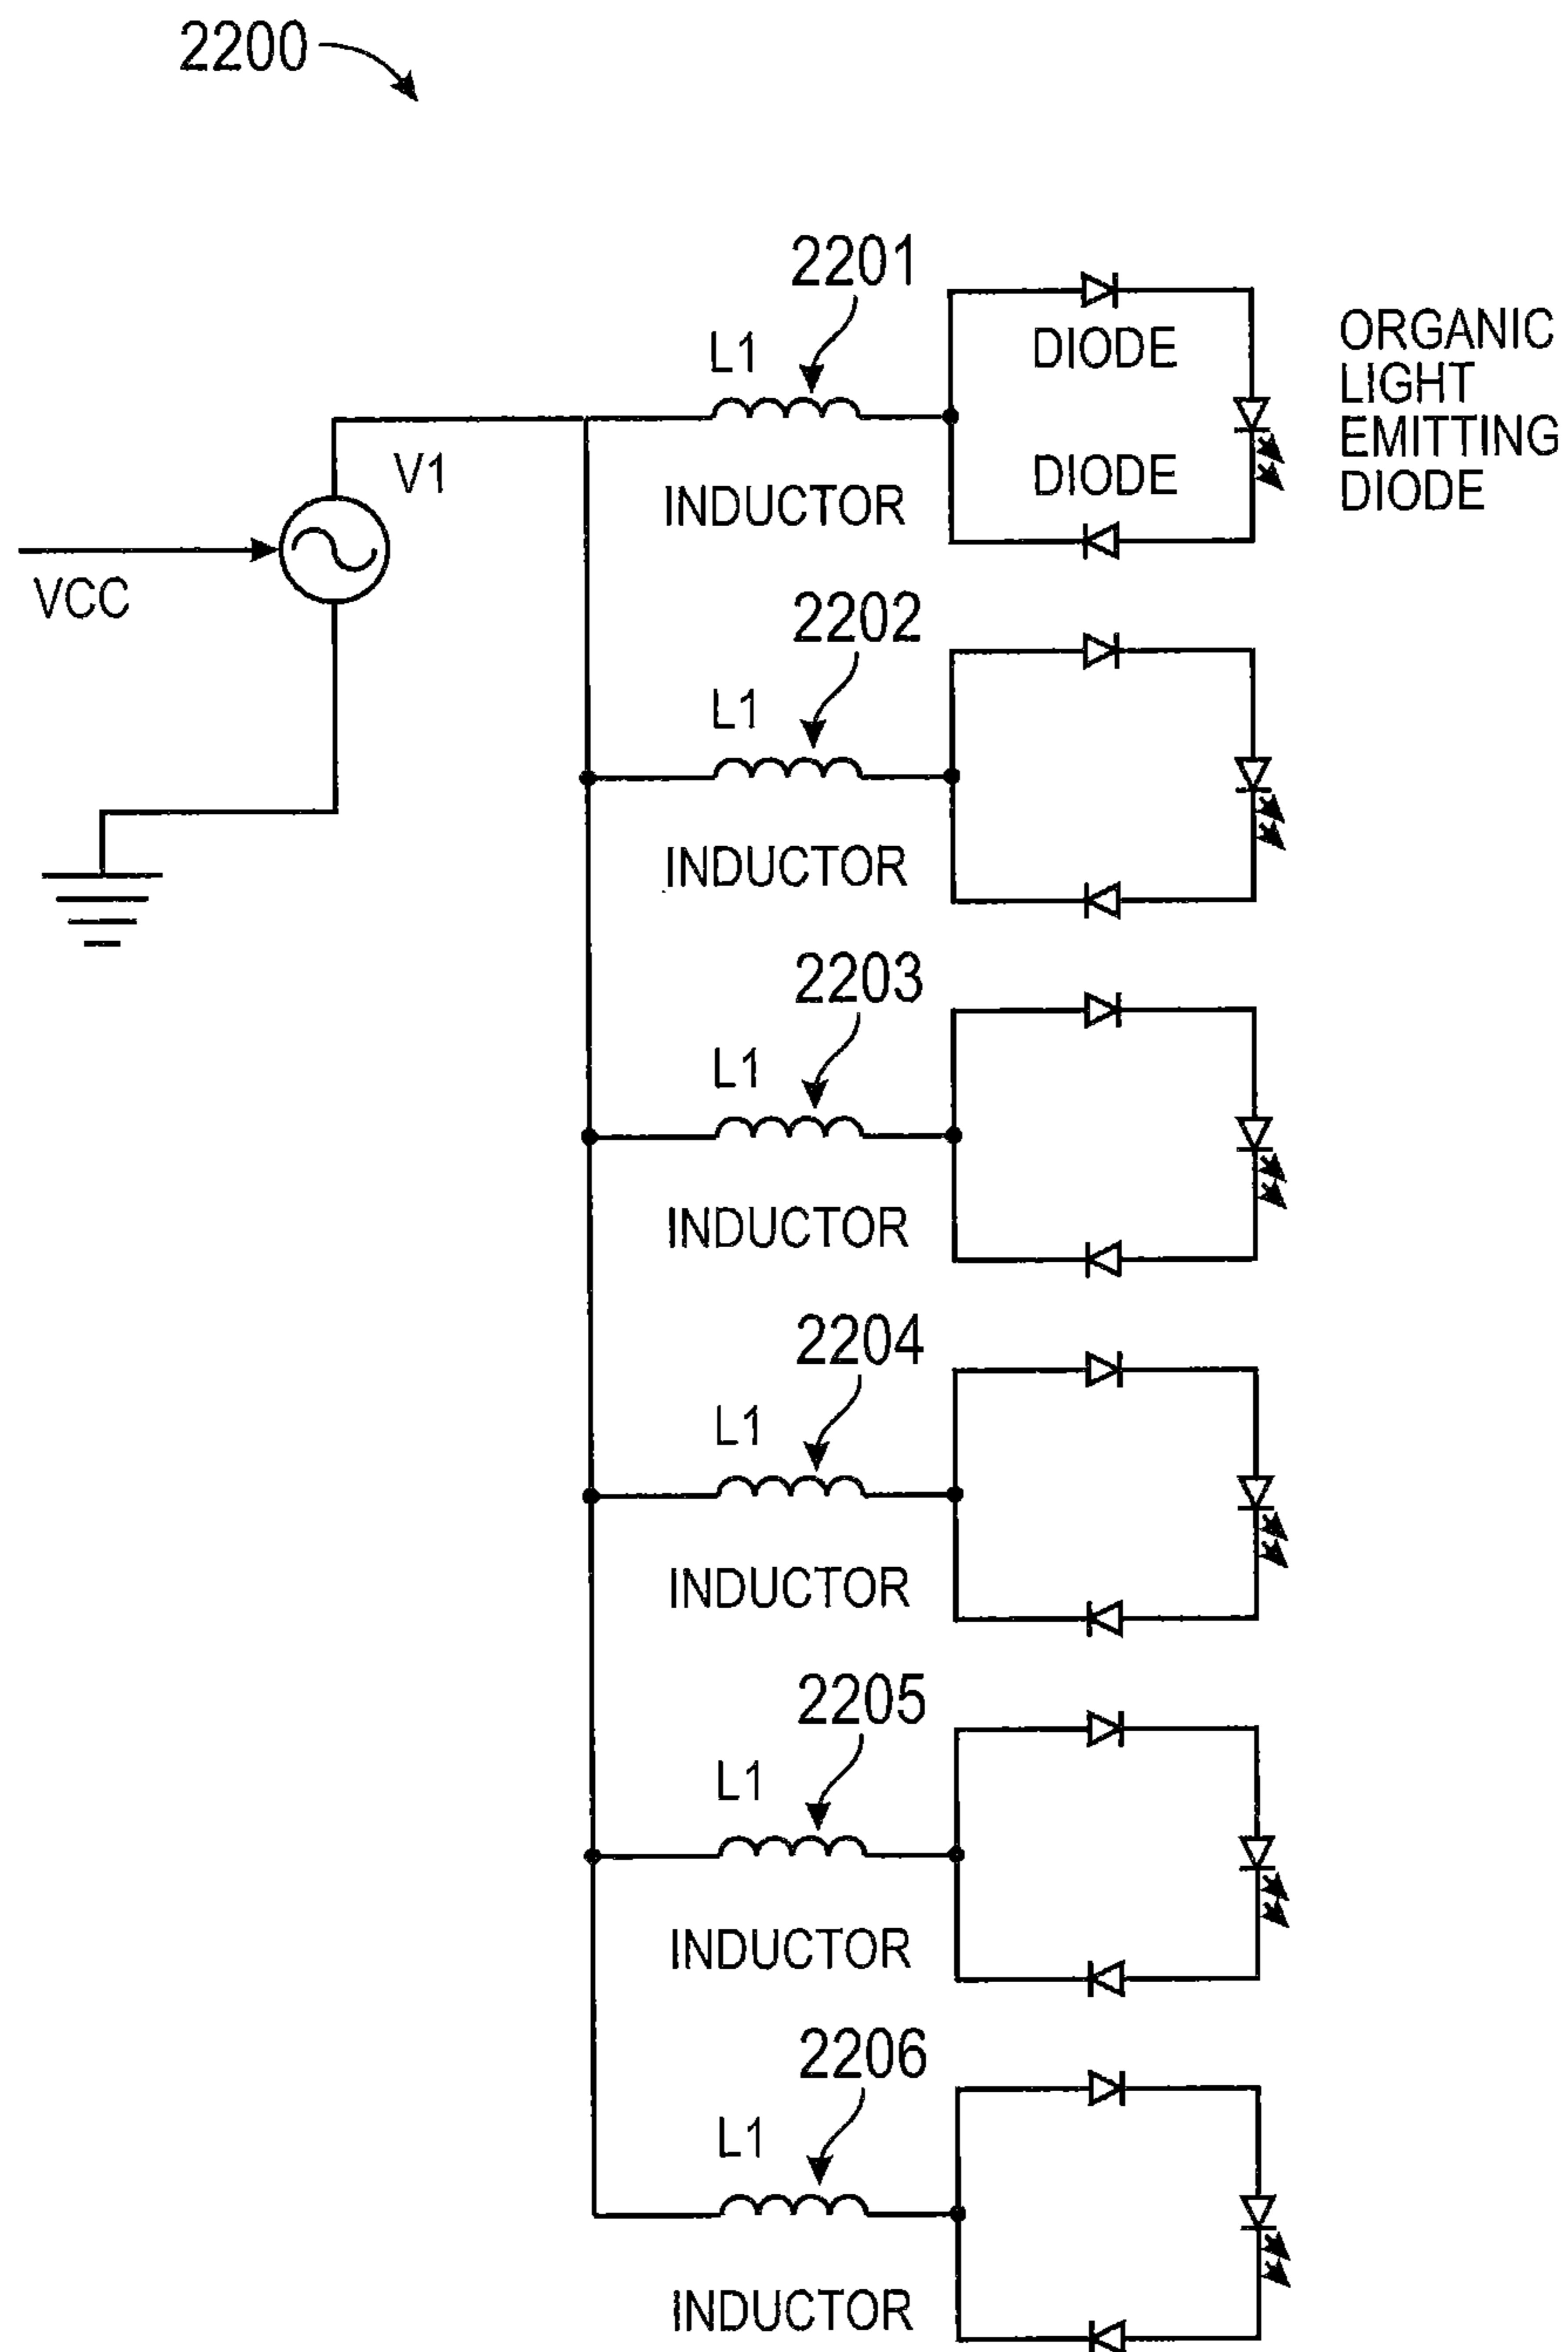 2200
2201
L1
DIODE
ORGANIC
LIGHT
EMITTING
DIODE
V1
INDUCTOR
DIODE
VCC
2202
L1
INDUCTOR
2203
L1
INDUCTOR
2204
L1
INDUCTOR
2205
L1
INDUCTOR
2206
L1
INDUCTOR